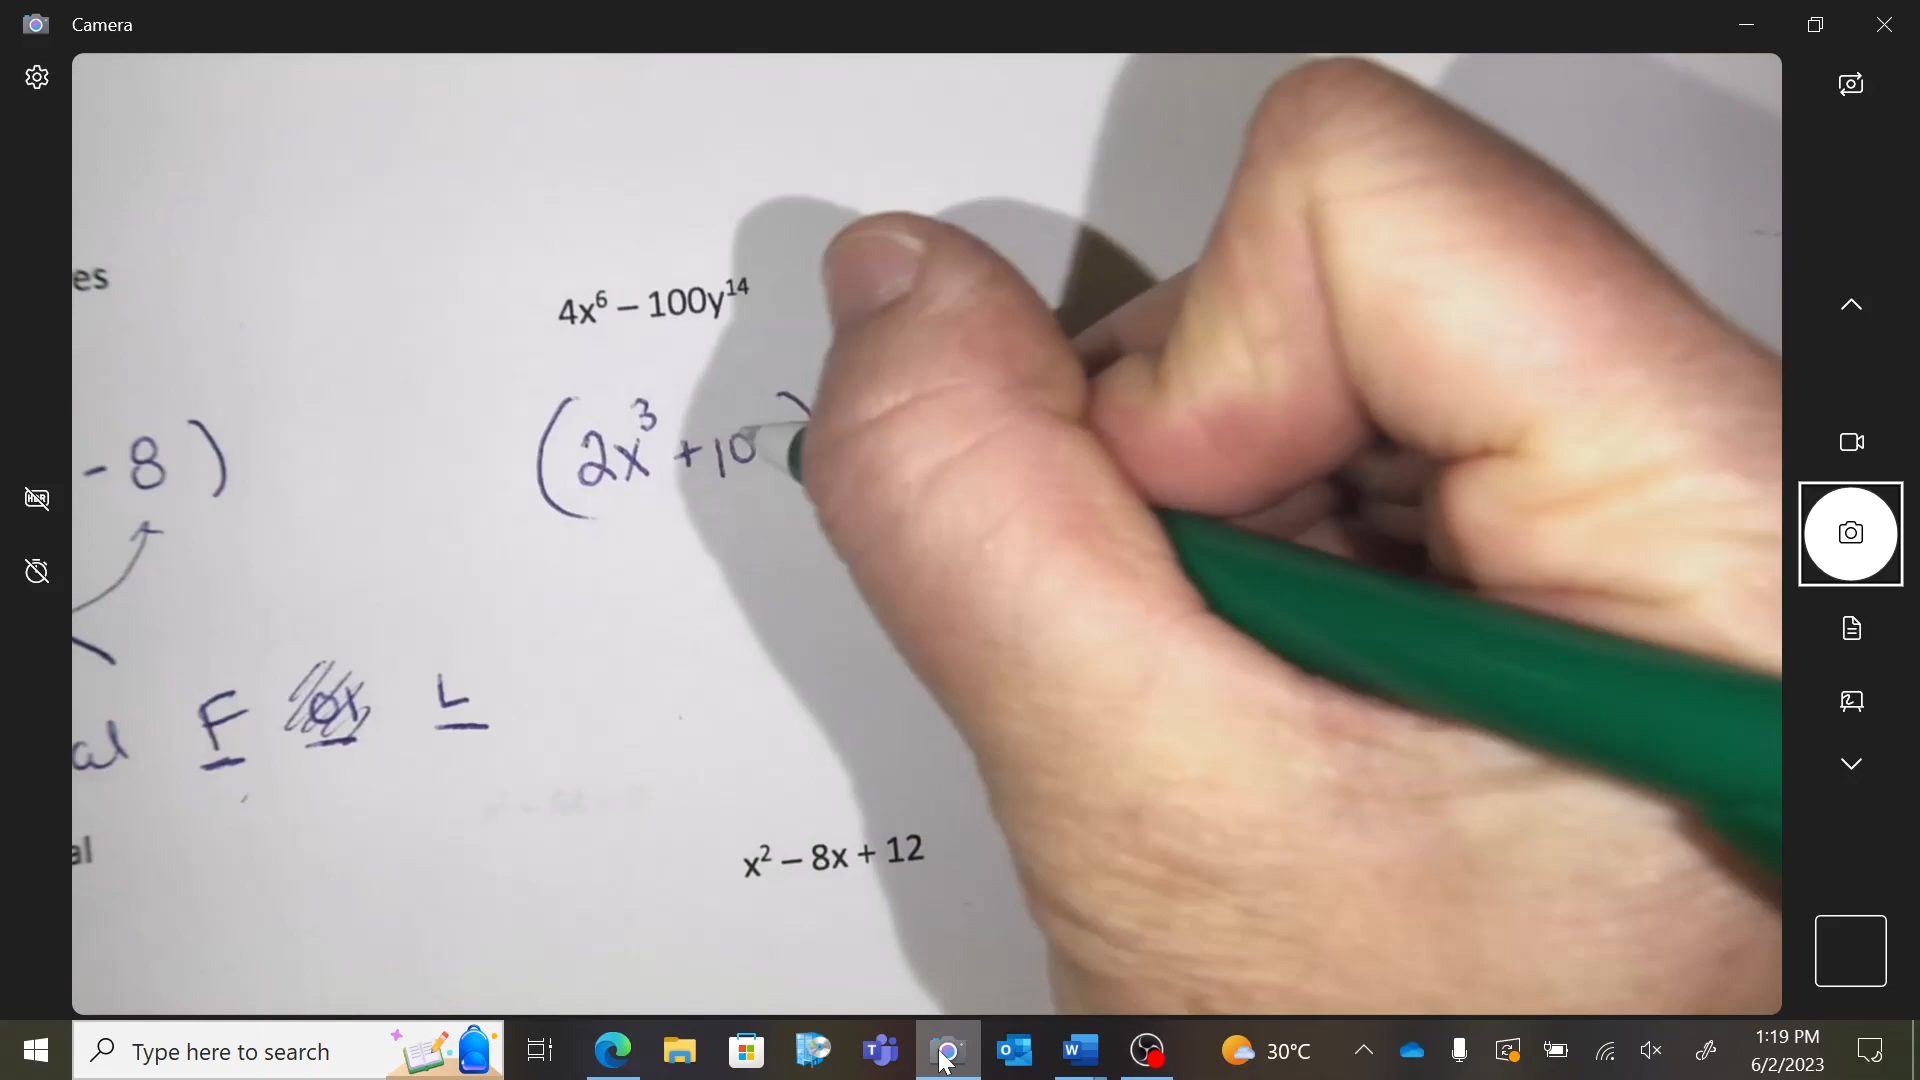 Camera
es
4x⁶ – 100y¹⁴
- 8 )
(2x³ +10 )
al F OI L
al
x² – 8x + 12
Type here to search
30°C
1:19 PM
6/2/2023